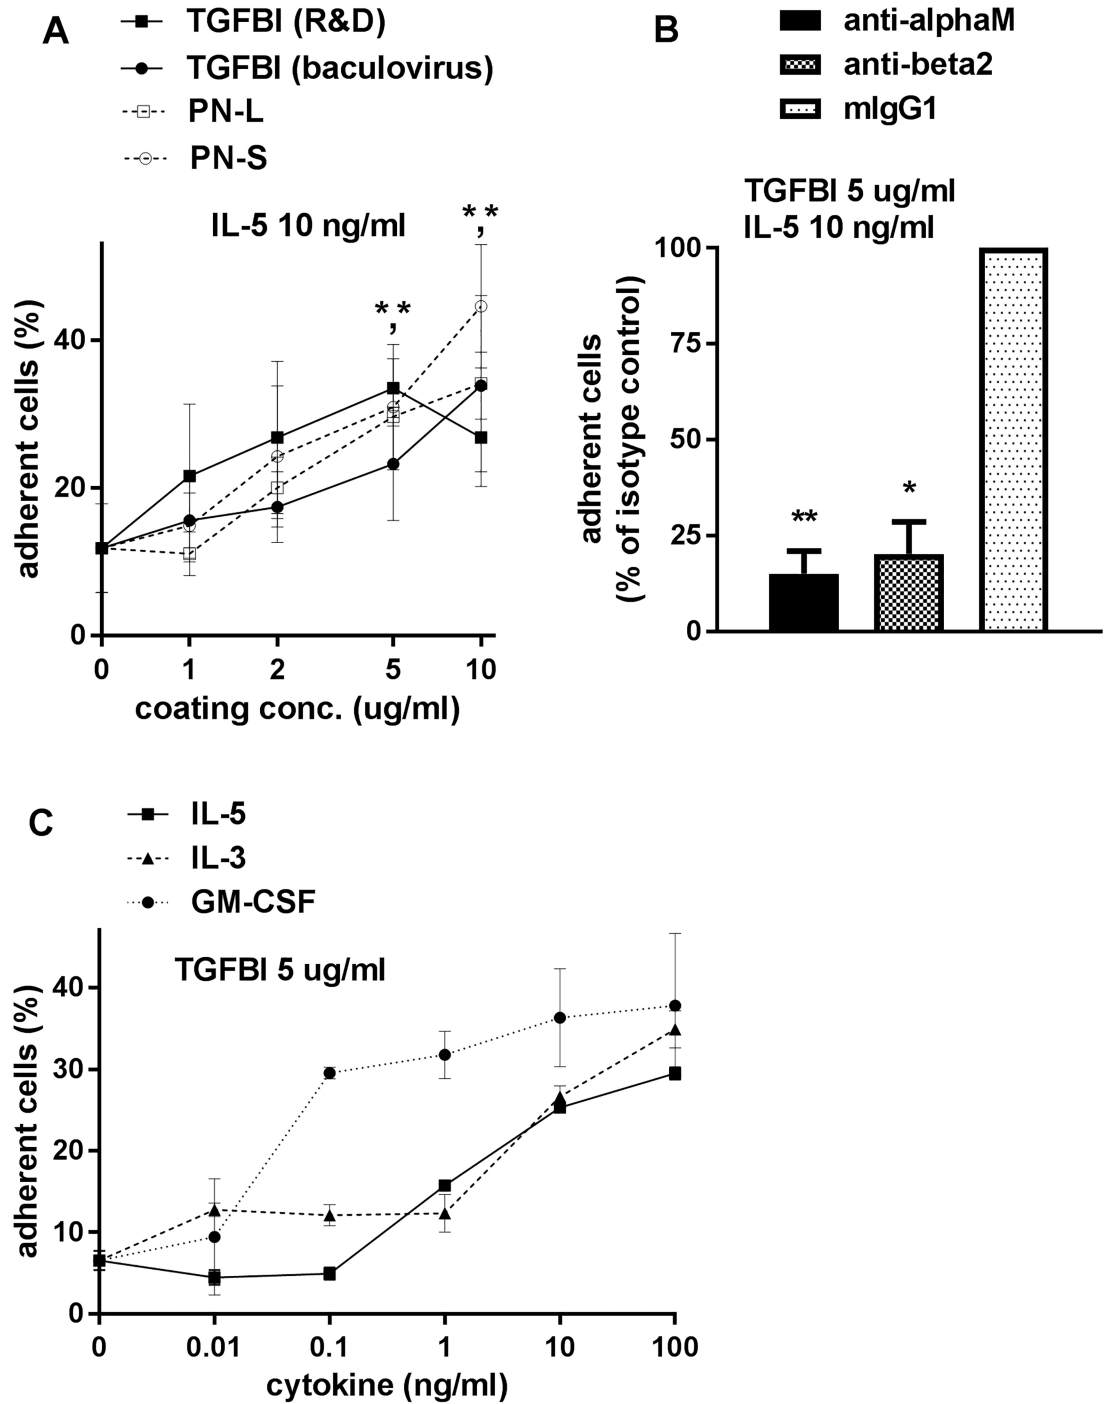 A
TGFBI (R&D)
TGFBI (baculovirus)
PN-L
PN-S
IL-5 10 ng/ml
*,*
*,*
adherent cells (%)
40
20
0
0 1 2 5 10
coating conc. (ug/ml)
B
anti-alphaM
anti-beta2
mIgG1
TGFBI 5 ug/ml
IL-5 10 ng/ml
adherent cells
(% of isotype control)
100
75
50
25
0
**
*
C
IL-5
IL-3
GM-CSF
TGFBI 5 ug/ml
adherent cells (%)
40
30
20
10
0
0 0.01 0.1 1 10 100
cytokine (ng/ml)